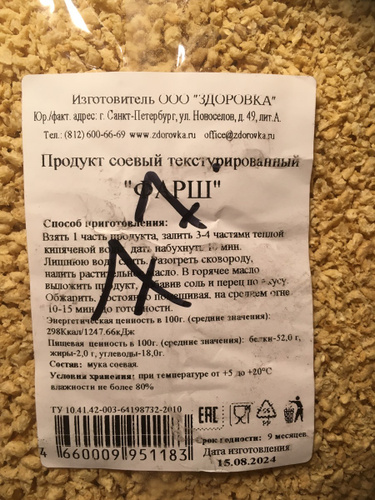 Изготовитель ООО "ЗДОРОВКА"
Юр./факт. адрес: г. Санкт-Петербург, ул. Новоселов, д. 49, лит.А.
Тел.: (812) 600-66-69 www.zdorovka.ru office@zdorovka.ru
Продукт соевый текстурированный
"ФАРШ"
Способ приготовления:
Взять 1 часть продукта, залить 3-4 частями теплой
кипяченой воды, дать набухнуть мин.
Лишнюю воду Разогреть сковороду,
налить растительное масло. В горячее масло
выложить продукт, добавив соль и перец по вкусу.
Обжарить, постоянно помешивая, на среднем огне
10-15 минут до готовности.
Энергетическая ценность в 100г. (средние значения):
298Ккал/1247.66кДж
Пищевая ценность в 100г. (средние значения): белки-52,0 г,
жиры-2,0 г, углеводы-18,0г.
Состав: мука соевая.
Условия хранения: при температуре от +5 до +20°С
влажности не более 80%
ТУ 10.41.42-003-64198732-2010
EAC
срок годности: 9 месяцев
Дата изготовления
15.08.2024
4 660009 951183